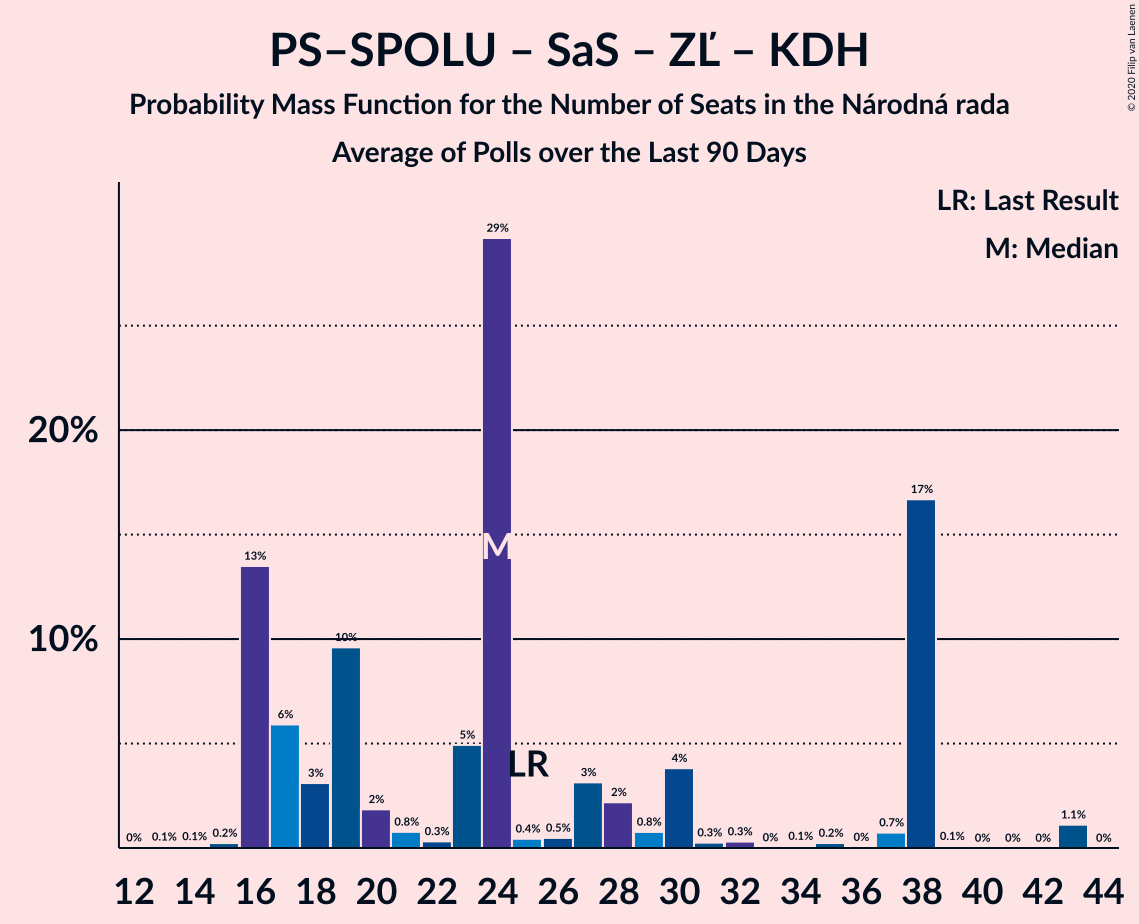 PS–SPOLU – SaS – ZĽ – KDH
Probability Mass Function for the Number of Seats in the Národná rada
Average of Polls over the Last 90 Days
© 2020 Filip van Laenen
LR: Last Result
M: Median
20%
10%
0% 0.1% 0.1% 0.2% 13% 6% 3% 10% 2% 0.8% 0.3% 5% 29% 0.4% 0.5% 3% 2% 0.8% 4% 0.3% 0.3% 0% 0.1% 0.2% 0% 0.7% 17% 0.1% 0% 0% 0% 1.1% 0%
M
LR
12 14 16 18 20 22 24 26 28 30 32 34 36 38 40 42 44